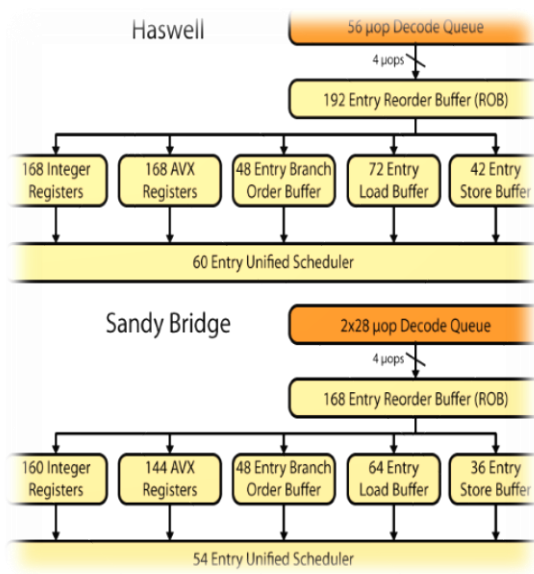 Haswell
56 µop Decode Queue
4 µops
192 Entry Reorder Buffer (ROB)
168 Integer
Registers
168 AVX
Registers
48 Entry Branch
Order Buffer
72 Entry
Load Buffer
42 Entry
Store Buffer
60 Entry Unified Scheduler
Sandy Bridge
2x28 µop Decode Queue
4 µops
168 Entry Reorder Buffer (ROB)
160 Integer
Registers
144 AVX
Registers
48 Entry Branch
Order Buffer
64 Entry
Load Buffer
36 Entry
Store Buffer
54 Entry Unified Scheduler